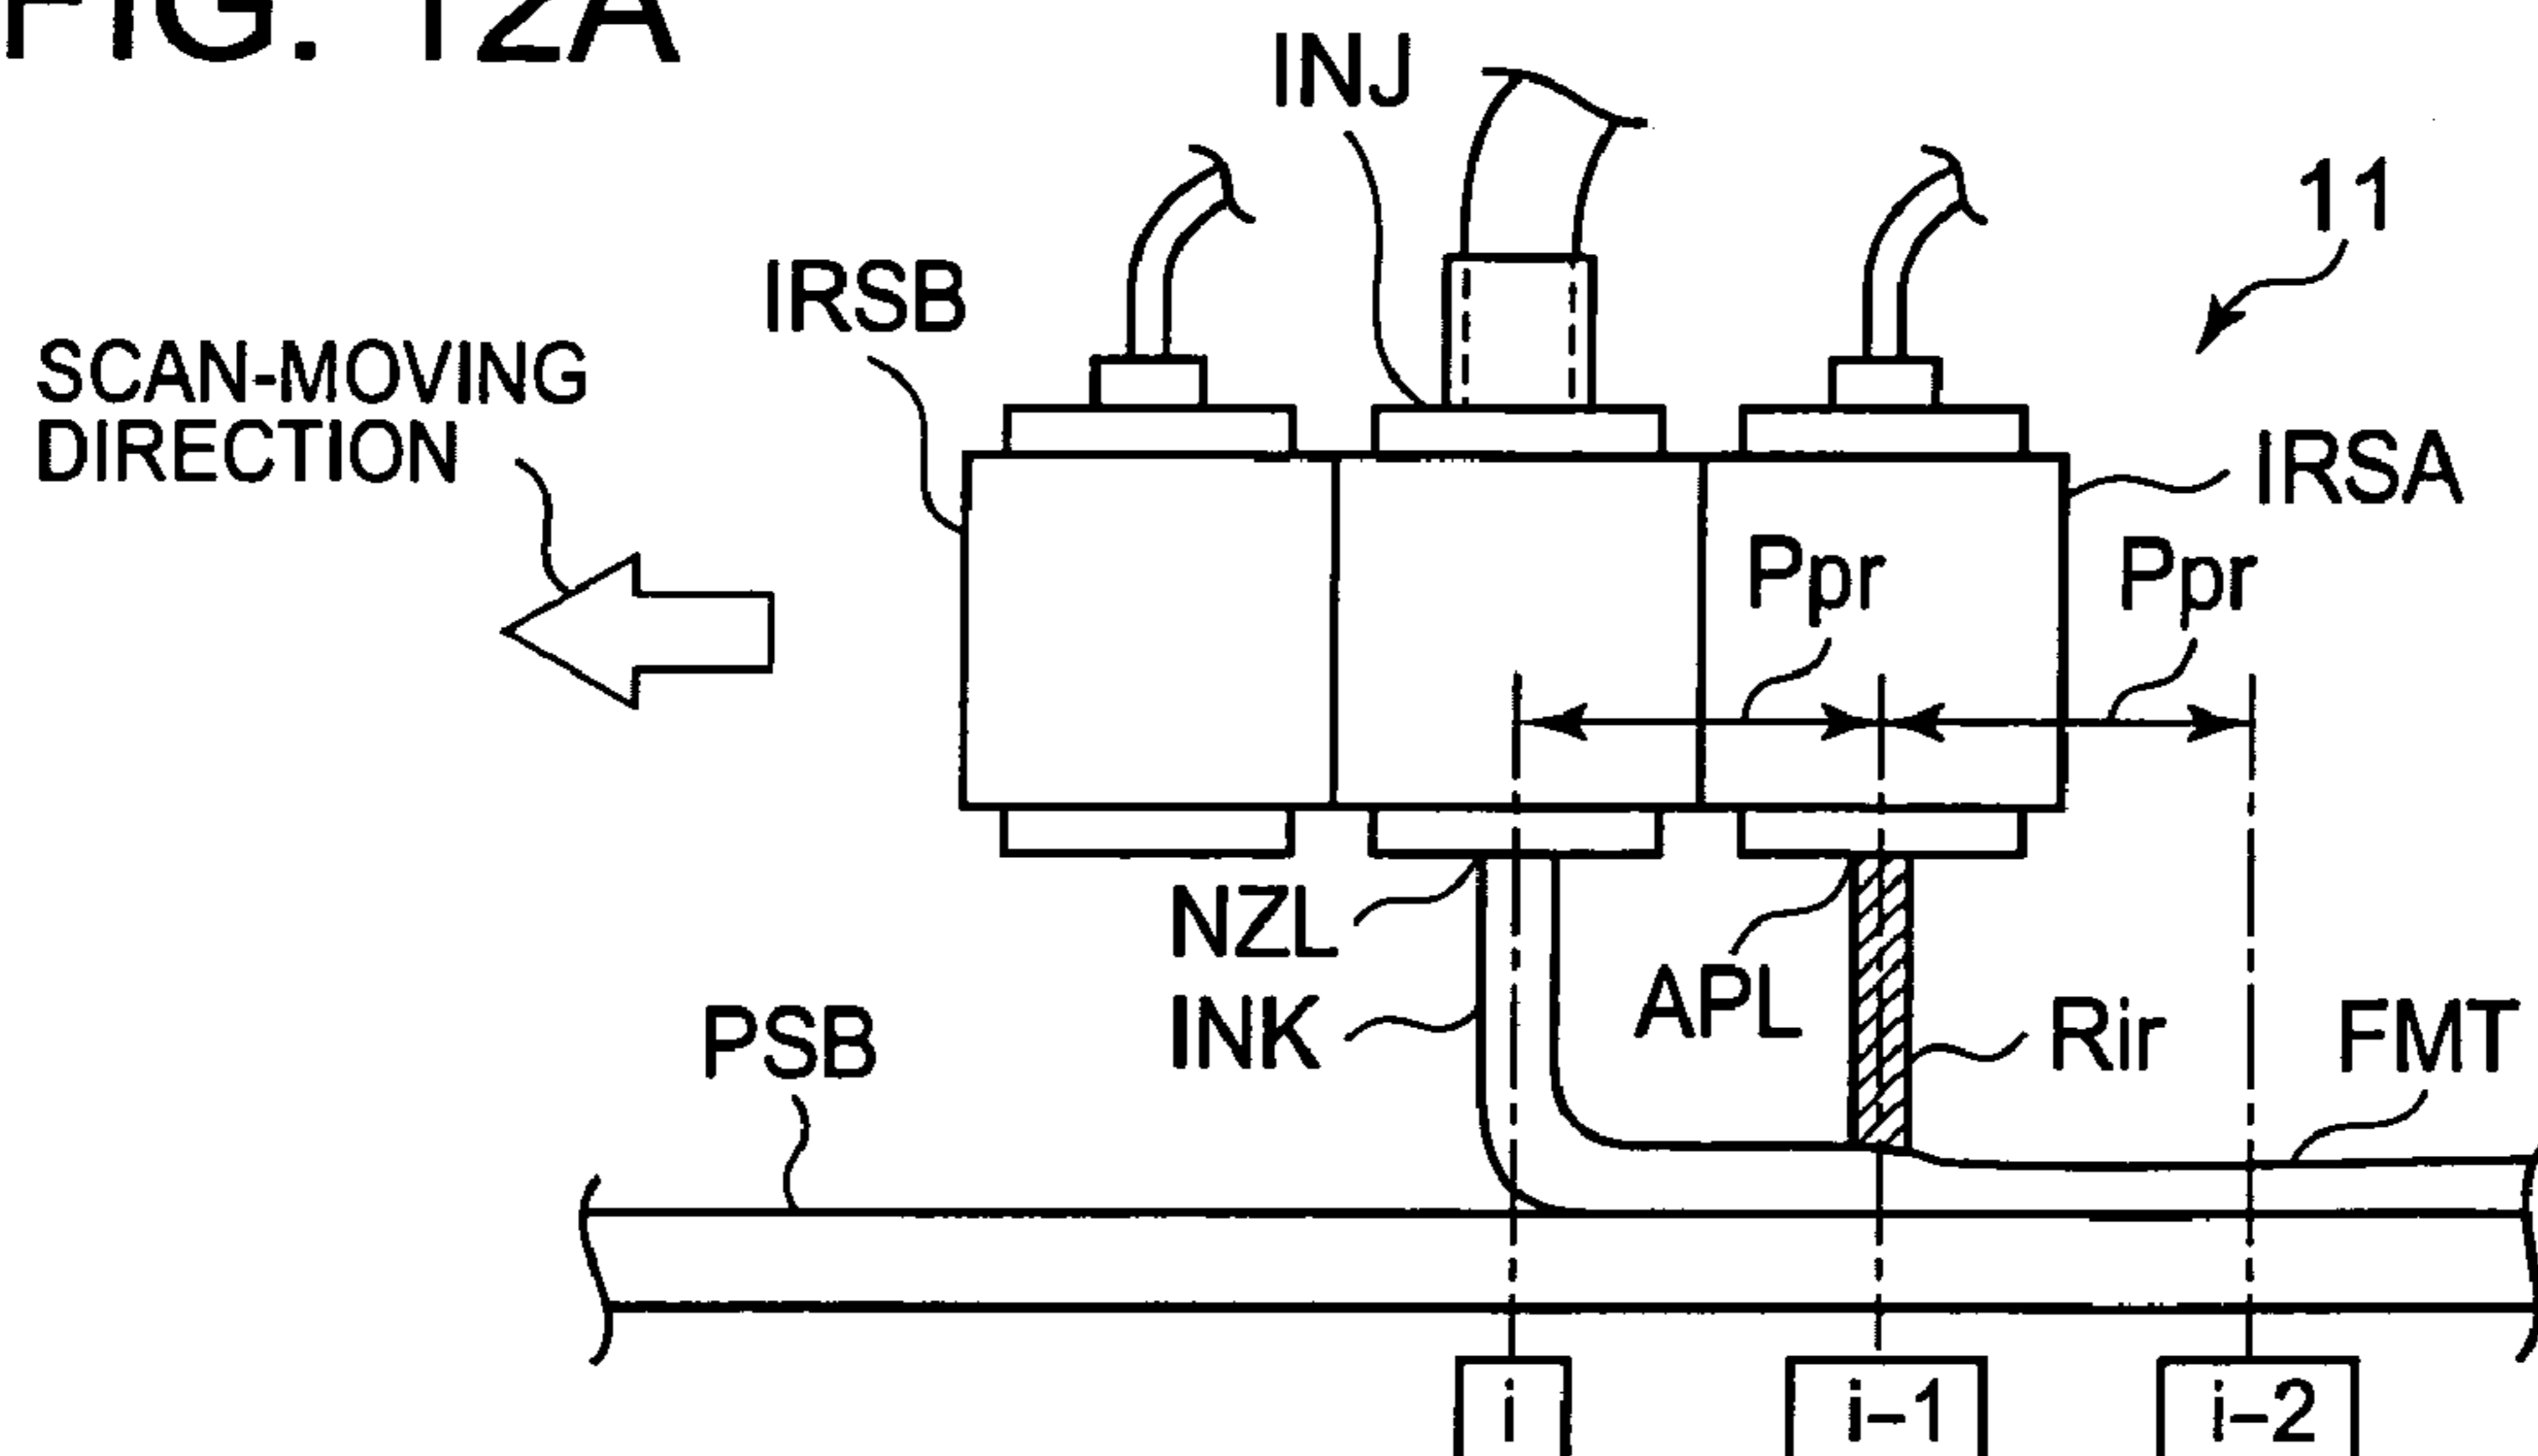 FIG. 12A
INJ
11
IRSB
SCAN-MOVING
DIRECTION
IRSA
Ppr
Ppr
NZL
INK
APL
Rir
FMT
PSB
i
i-1
i-2